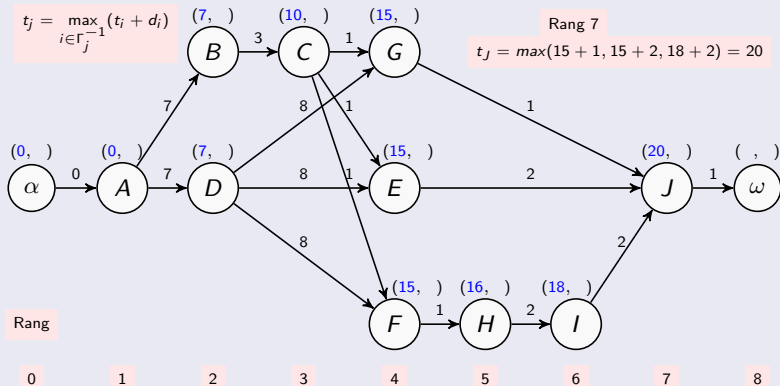 t_j = max_{i∈Γ_j^{-1}} (t_i + d_i)
Rang 7
t_J = max(15 + 1, 15 + 2, 18 + 2) = 20
(7, ) (10, ) (15, )
B 3 C 1 G
7 8 1 1
(0, ) (0, ) (7, ) (15, ) (20, ) ( , )
α 0 A 7 D 8 1 E 2 J 1 ω
8 2
(15, ) (16, ) (18, )
Rang
F 1 H 2 I
0 1 2 3 4 5 6 7 8